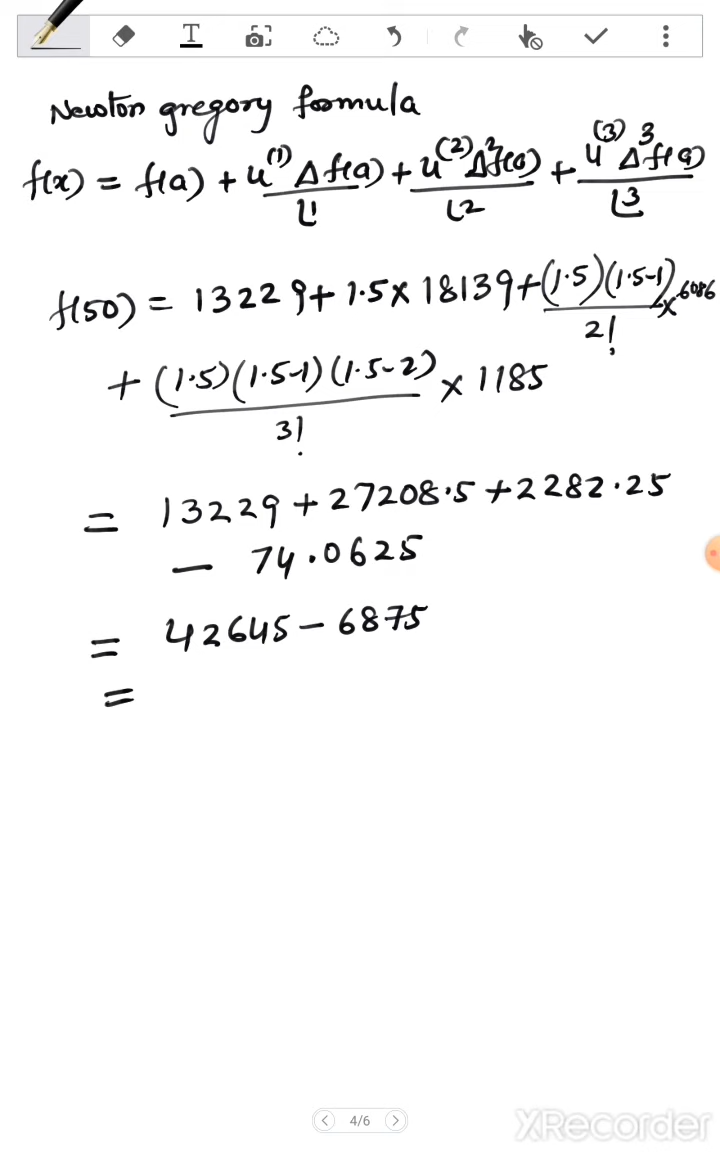 T
Newton gregory formula
f(x) = f(a) + u^(1) Δf(a)/⌊1 + u^(2) Δ^2 f(a)/⌊2 + u^(3) Δ^3 f(a)/⌊3
f(50) = 13229 + 1.5 × 18139 + (1.5)(1.5-1)/2! × 6086
+ (1.5)(1.5-1)(1.5-2)/3! × 1185
= 13229 + 27208.5 + 2282.25
- 74.0625
= 42645 - 6875
=
< 4/6 >
XRecorder